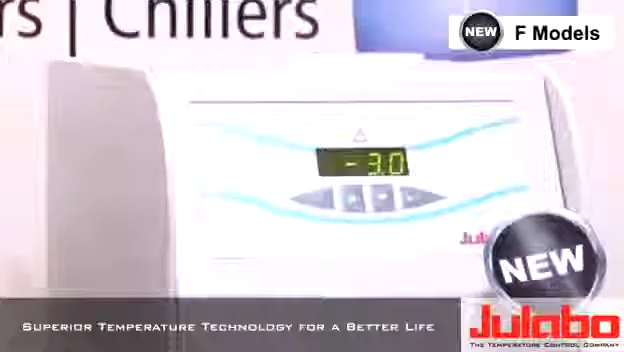 rs | Chillers
NEW F Models
- 3.0
NEW
SUPERIOR TEMPERATURE TECHNOLOGY FOR A BETTER LIFE
Julabo
THE TEMPERATURE CONTROL COMPANY